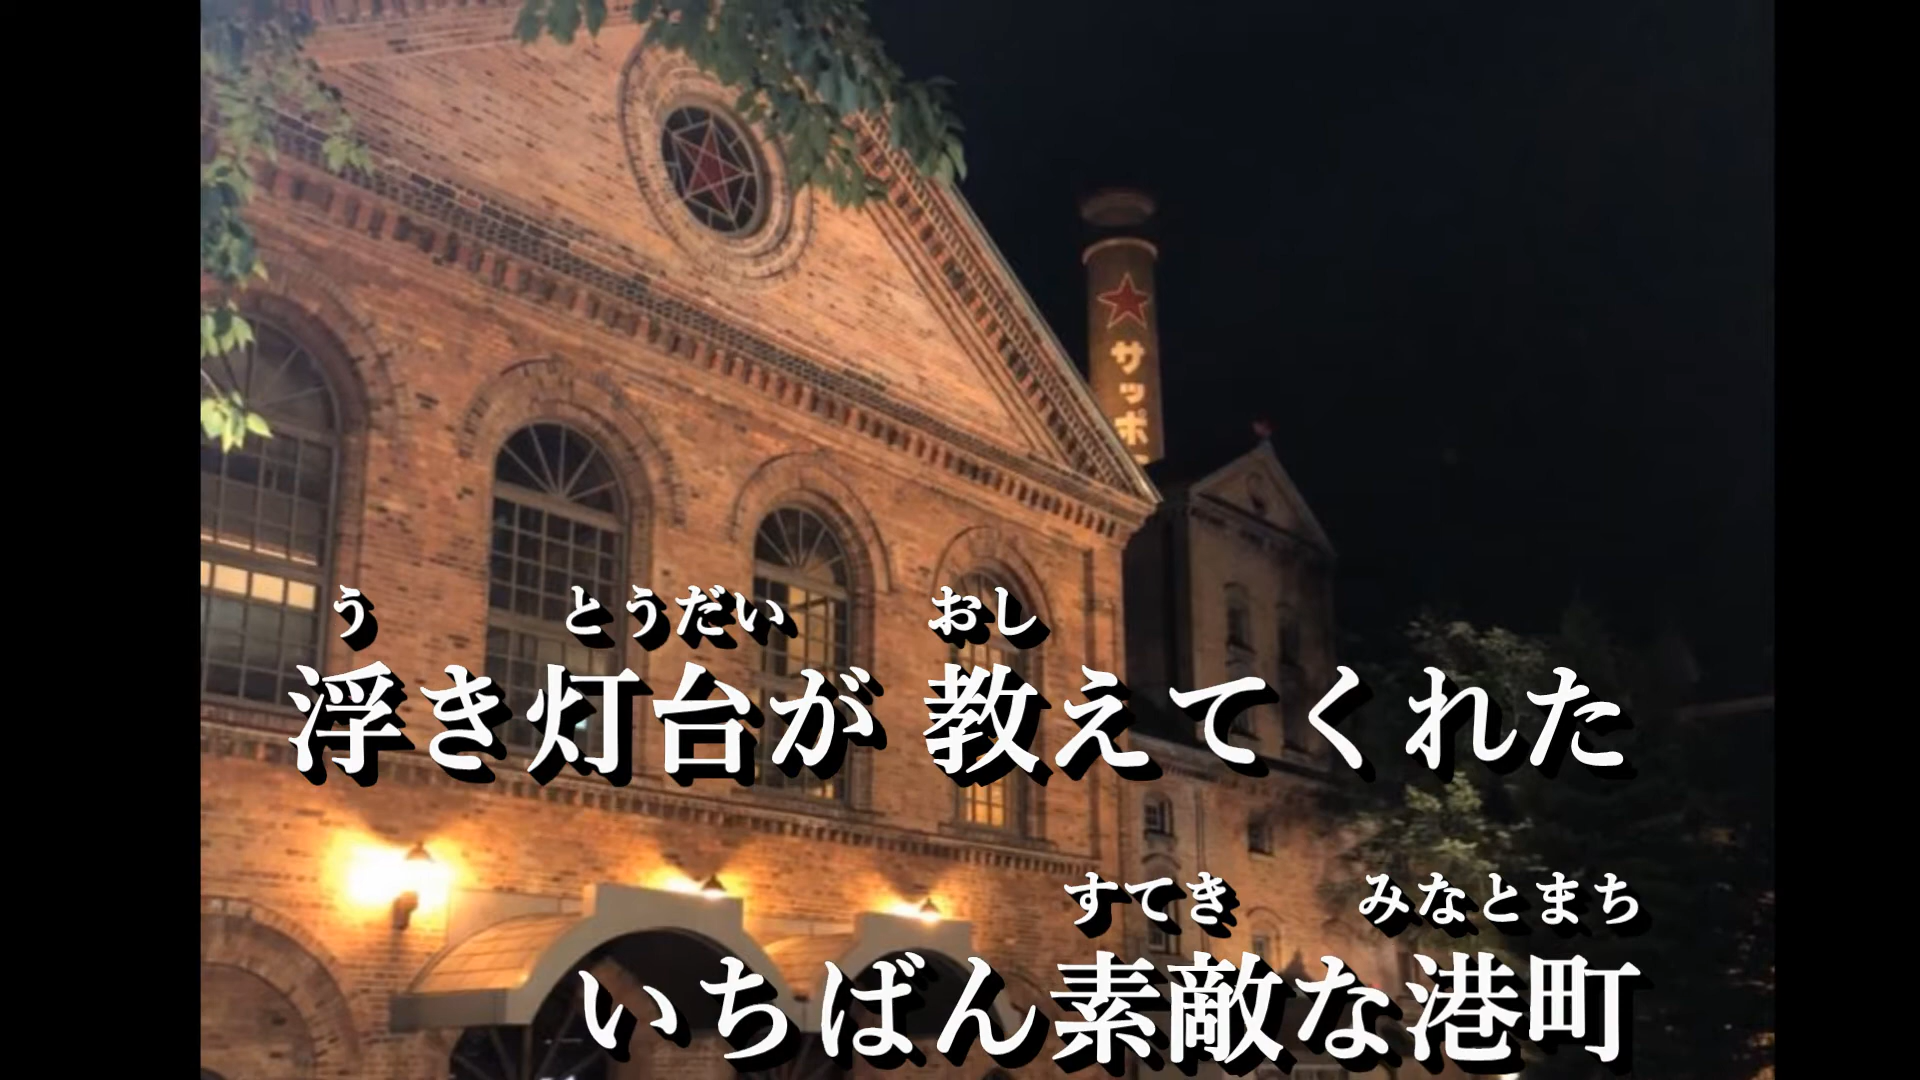 サッポ
う とうだい おし
浮き灯台が 教えてくれた
すてき みなとまち
いちばん素敵な港町